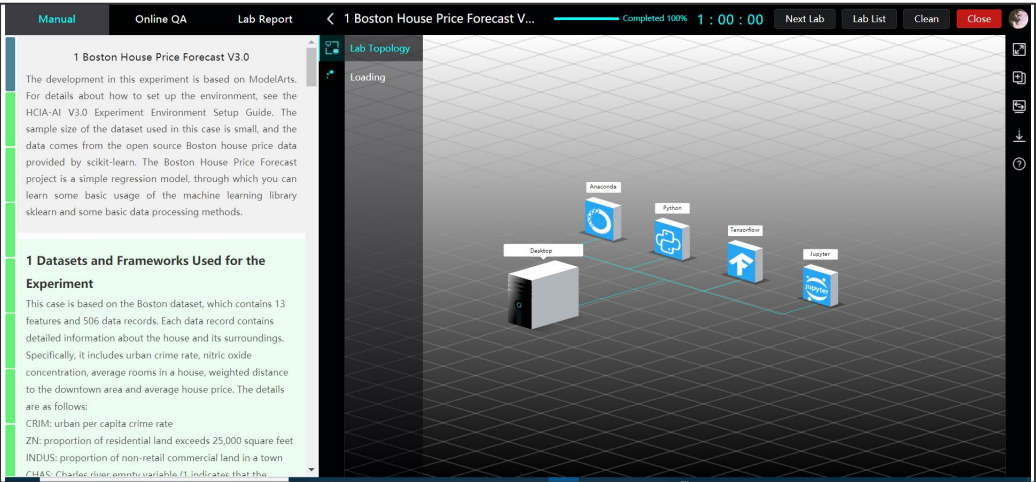 Manual
Online QA
Lab Report
1 Boston House Price Forecast V...
Completed 100%
1 : 00 : 00
Next Lab
Lab List
Clean
Close
1 Boston House Price Forecast V3.0
The development in this experiment is based on ModelArts.
For details about how to set up the environment, see the
HCIA-AI V3.0 Experiment Environment Setup Guide. The
sample size of the dataset used in this case is small, and the
data comes from the open source Boston house price data
provided by scikit-learn. The Boston House Price Forecast
project is a simple regression model, through which you can
learn some basic usage of the machine learning library
sklearn and some basic data processing methods.
1 Datasets and Frameworks Used for the
Experiment
This case is based on the Boston dataset, which contains 13
features and 506 data records. Each data record contains
detailed information about the house and its surroundings.
Specifically, it includes urban crime rate, nitric oxide
concentration, average rooms in a house, weighted distance
to the downtown area and average house price. The details
are as follows:
CRIM: urban per capita crime rate
ZN: proportion of residential land exceeds 25,000 square feet
INDUS: proportion of non-retail commercial land in a town
CHAS: Charles river empty variable (1 indicates that the
Lab Topology
Loading
Anaconda
Python
Tensorflow
Jupyter
jupyter
Desktop